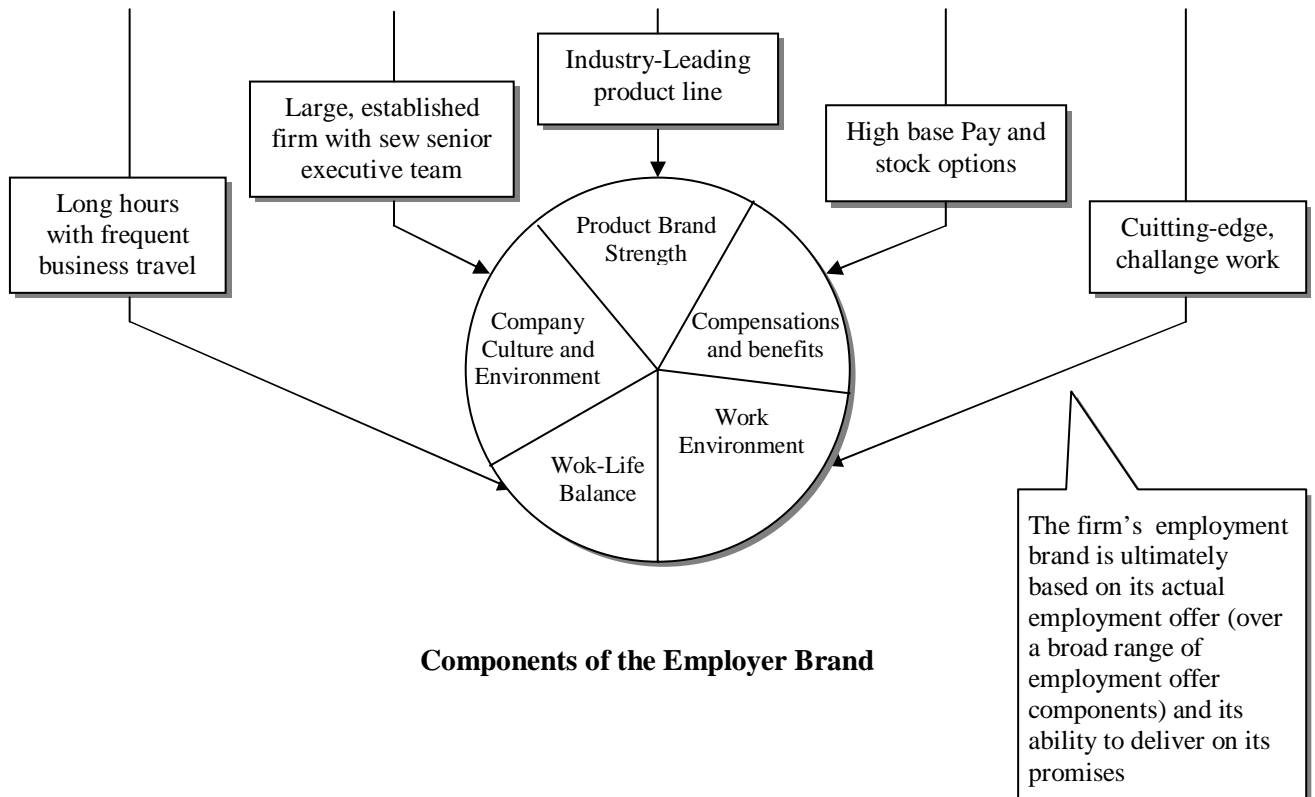 Industry-Leading
product line
Large, established
firm with sew senior
executive team
High base Pay and
stock options
Long hours
with frequent
business travel
Cuitting-edge,
challange work
Product Brand
Strength
Company
Culture and
Environment
Compensations
and benefits
Work
Environment
Wok-Life
Balance
The firm’s employment
brand is ultimately
based on its actual
employment offer (over
a broad range of
employment offer
components) and its
ability to deliver on its
promises
Components of the Employer Brand